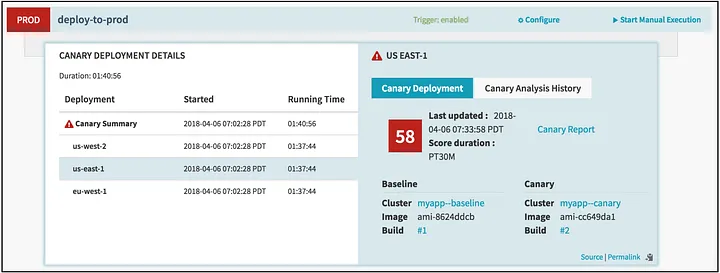 PROD deploy-to-prod Trigger: enabled Configure Start Manual Execution
CANARY DEPLOYMENT DETAILS
Duration: 01:40:56
Deployment Started Running Time
Canary Summary 2018-04-06 07:02:28 PDT 01:40:56
us-west-2 2018-04-06 07:02:28 PDT 01:37:44
us-east-1 2018-04-06 07:02:28 PDT 01:37:44
eu-west-1 2018-04-06 07:02:28 PDT 01:37:44
US EAST-1
Canary Deployment Canary Analysis History
58
Last updated : 2018-
04-06 07:33:58 PDT
Score duration :
PT30M
Canary Report
Baseline
Cluster myapp--baseline
Image ami-8624ddcb
Build #1
Canary
Cluster myapp--canary
Image ami-cc649da1
Build #2
Source | Permalink